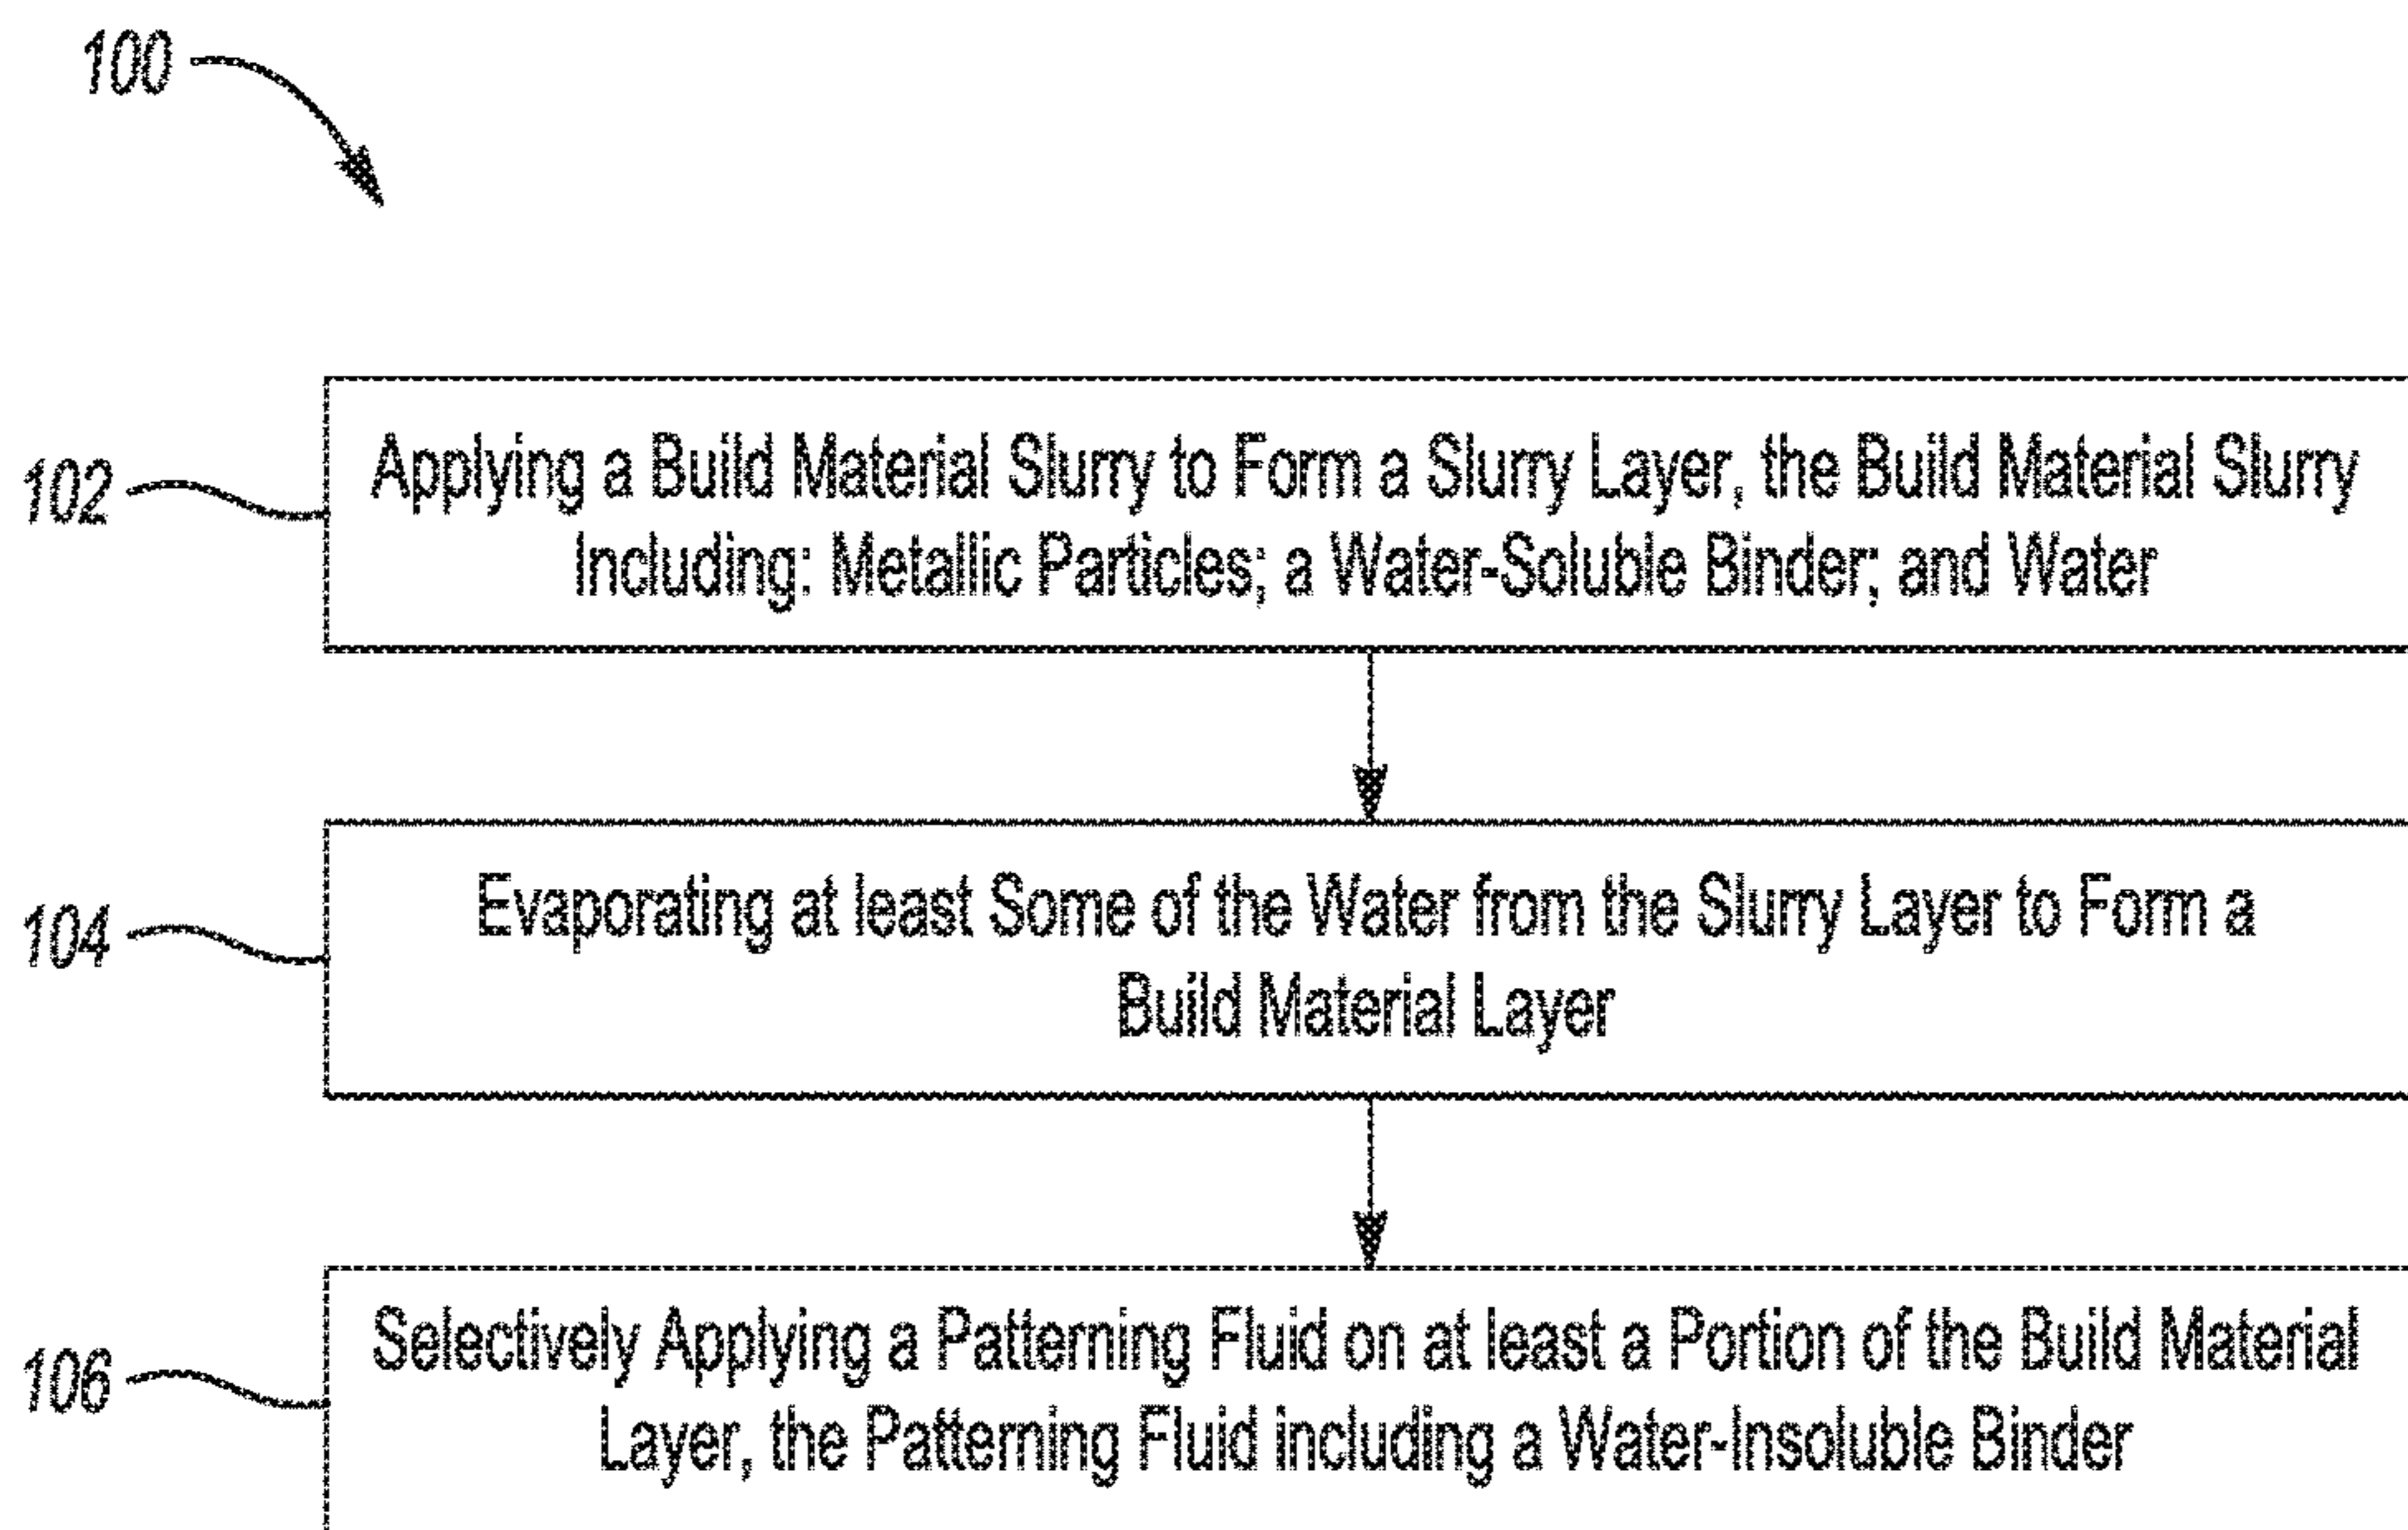 100
102
Applying a Build Material Slurry to Form a Slurry Layer, the Build Material Slurry
Including: Metallic Particles; a Water-Soluble Binder; and Water
104
Evaporating at least Some of the Water from the Slurry Layer to Form a
Build Material Layer
106
Selectively Applying a Patterning Fluid on at least a Portion of the Build Material
Layer, the Patterning Fluid including a Water-Insoluble Binder